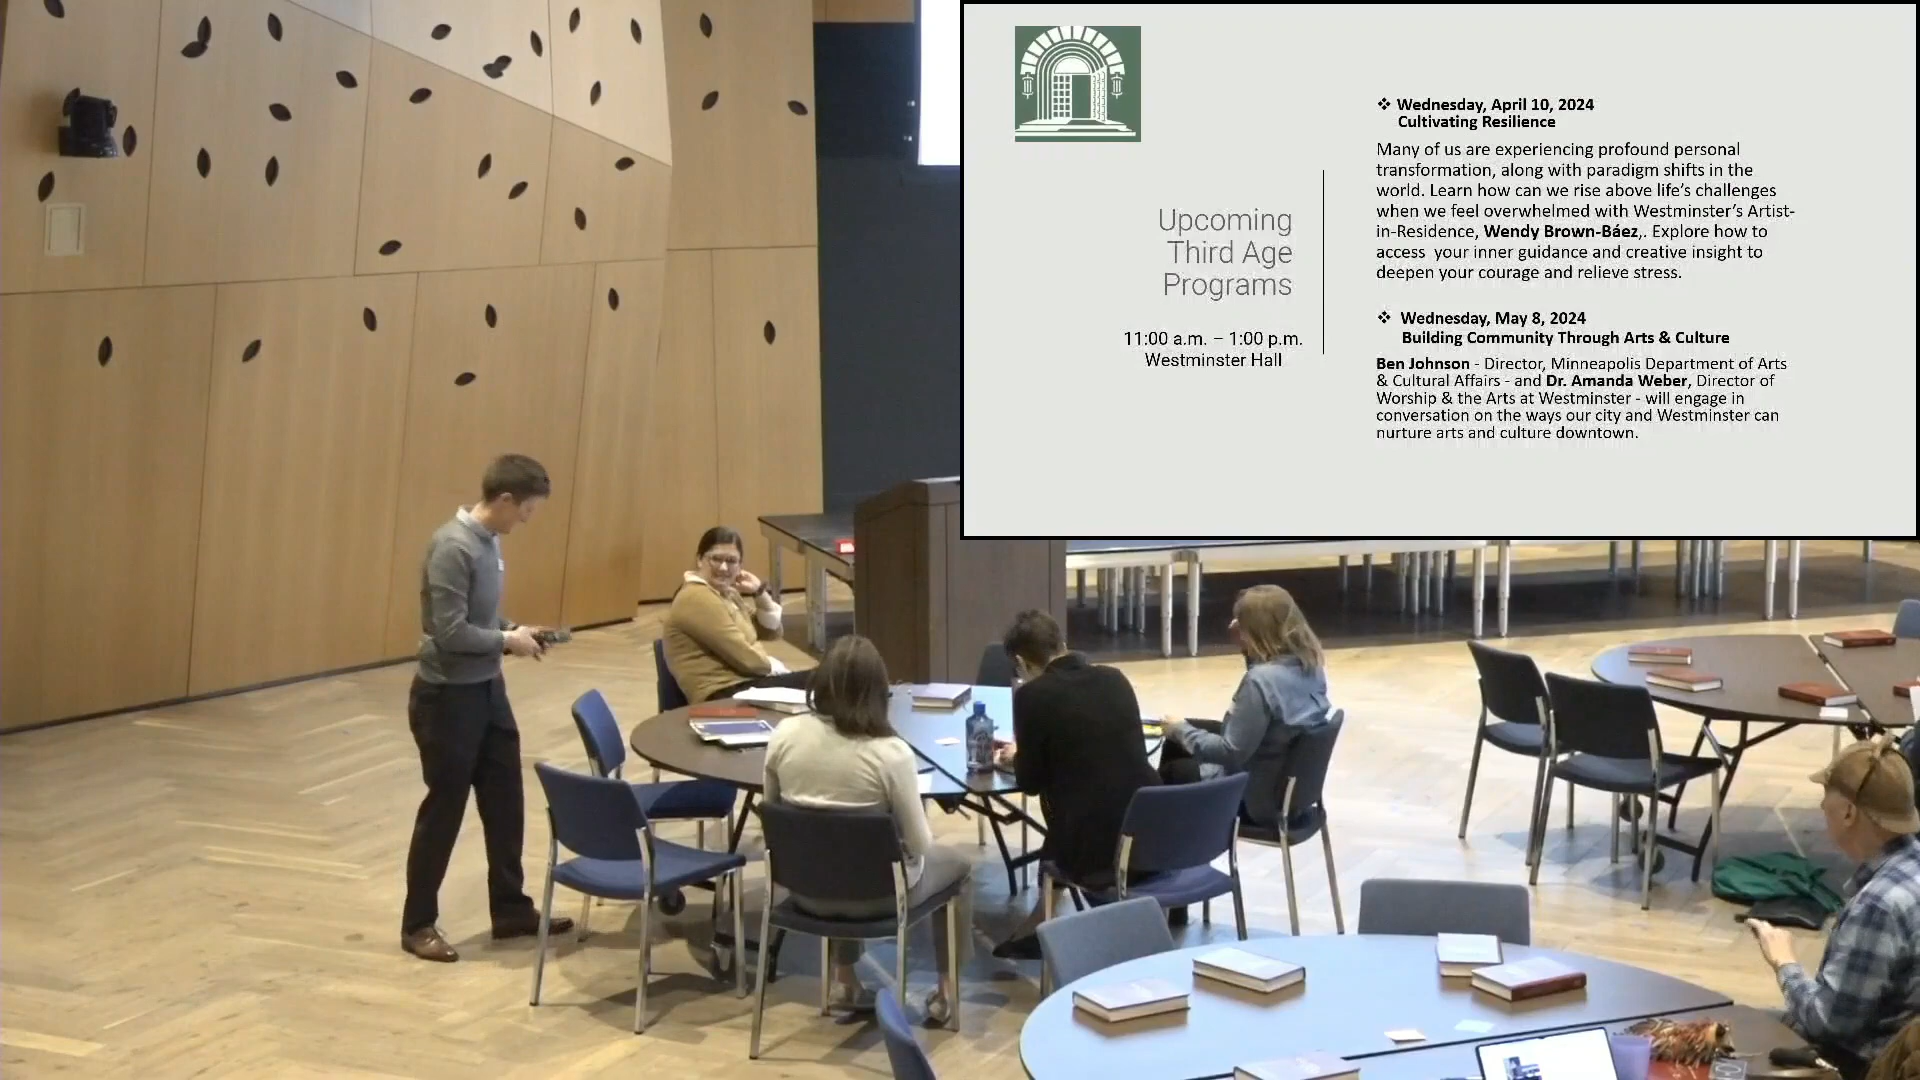 Upcoming
Third Age
Programs
11:00 a.m. – 1:00 p.m.
Westminster Hall
❖ Wednesday, April 10, 2024
Cultivating Resilience
Many of us are experiencing profound personal
transformation, along with paradigm shifts in the
world. Learn how can we rise above life’s challenges
when we feel overwhelmed with Westminster’s Artist-
in-Residence, Wendy Brown-Báez,. Explore how to
access  your inner guidance and creative insight to
deepen your courage and relieve stress.
❖ Wednesday, May 8, 2024
Building Community Through Arts & Culture
Ben Johnson - Director, Minneapolis Department of Arts
& Cultural Affairs - and Dr. Amanda Weber, Director of
Worship & the Arts at Westminster - will engage in
conversation on the ways our city and Westminster can
nurture arts and culture downtown.